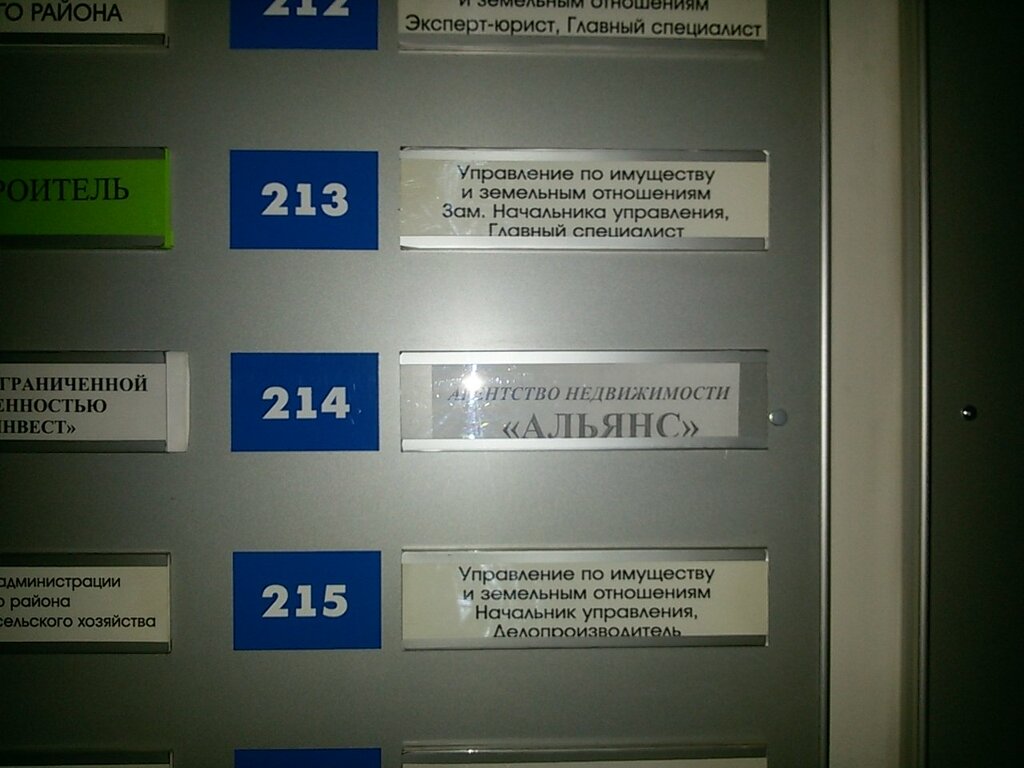 ГО РАЙОНА
212
и земельным отношениям
Эксперт-юрист, Главный специалист
РОИТЕЛЬ
213
Управление по имуществу
и земельным отношениям
Зам. Начальника управления,
Главный специалист
ГРАНИЧЕННОЙ
ЕННОСТЬЮ
ИНВЕСТ»
214
АГЕНТСТВО НЕДВИЖИМОСТИ
«АЛЬЯНС»
администрации
о района
сельского хозяйства
215
Управление по имуществу
и земельным отношениям
Начальник управления,
Делопроизводитель